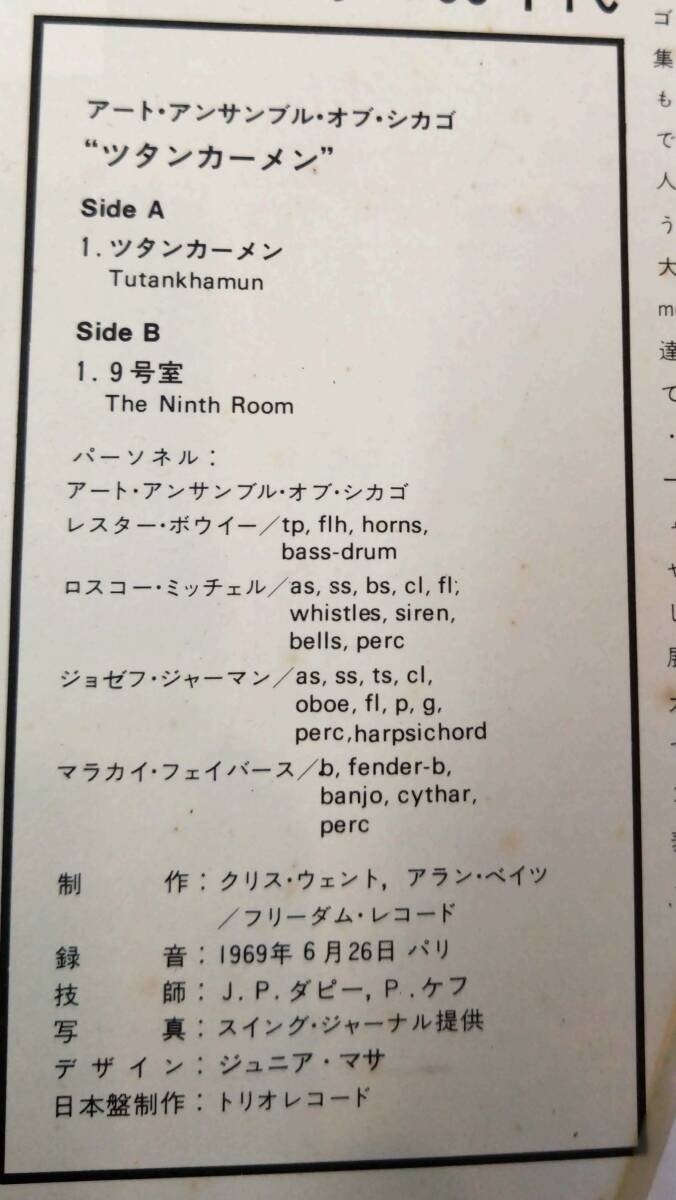 アート・アンサンブル・オブ・シカゴ
“ツタンカーメン”
Side A
1. ツタンカーメン
Tutankhamun
Side B
1. 9号室
The Ninth Room
パーソネル：
アート・アンサンブル・オブ・シカゴ
レスター・ボウイー／tp, flh, horns,
bass-drum
ロスコー・ミッチェル／as, ss, bs, cl, fl;
whistles, siren,
bells, perc
ジョゼフ・ジャーマン／as, ss, ts, cl,
oboe, fl, p, g,
perc,harpsichord
マラカイ・フェイバース／b, fender-b,
banjo, cythar,
perc
制作：クリス・ウェント, アラン・ベイツ
／フリーダム・レコード
録音：1969年6月26日 パリ
技師：J. P. ダピー, P. . ケフ
写真：スイング・ジャーナル提供
デザイン：ジュニア・マサ
日本盤制作：トリオレコード
ゴ
集
も
で
人
う
大
達
て